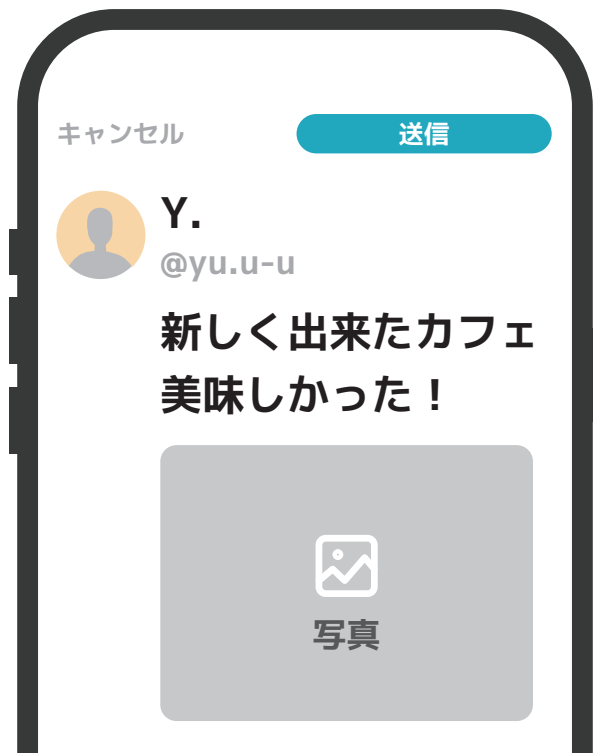 キャンセル
送信
Y.
@yu.u-u
新しく出来たカフェ
美味しかった！
写真